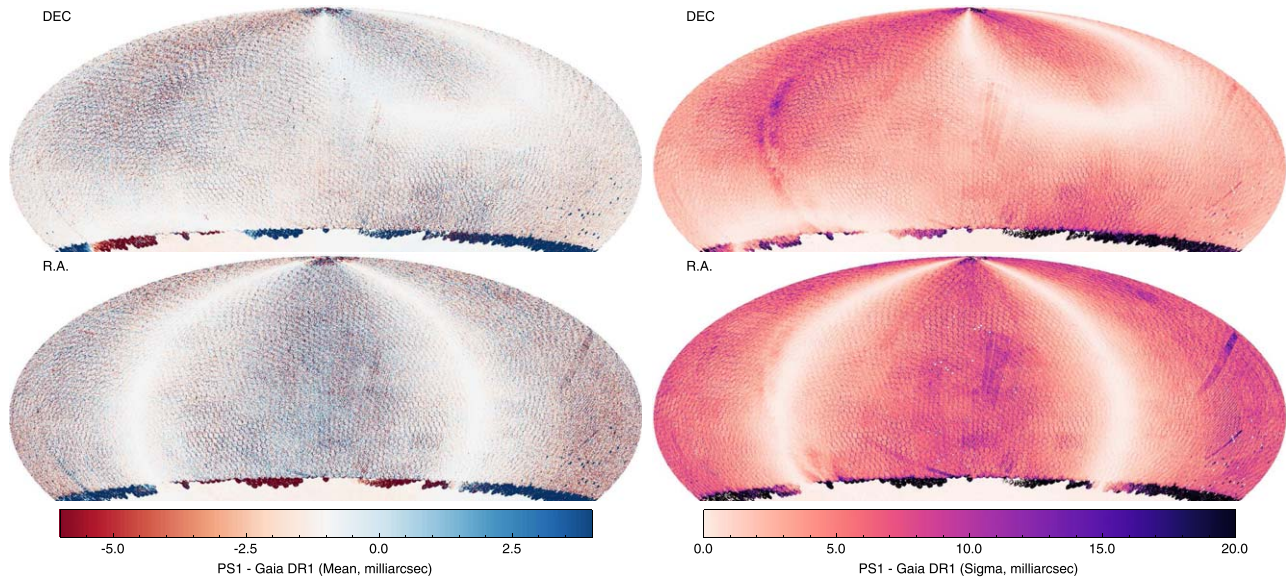 DEC
DEC
R.A.
R.A.
-5.0 -2.5 0.0 2.5
0.0 5.0 10.0 15.0 20.0
PS1 - Gaia DR1 (Mean, milliarcsec)
PS1 - Gaia DR1 (Sigma, milliarcsec)